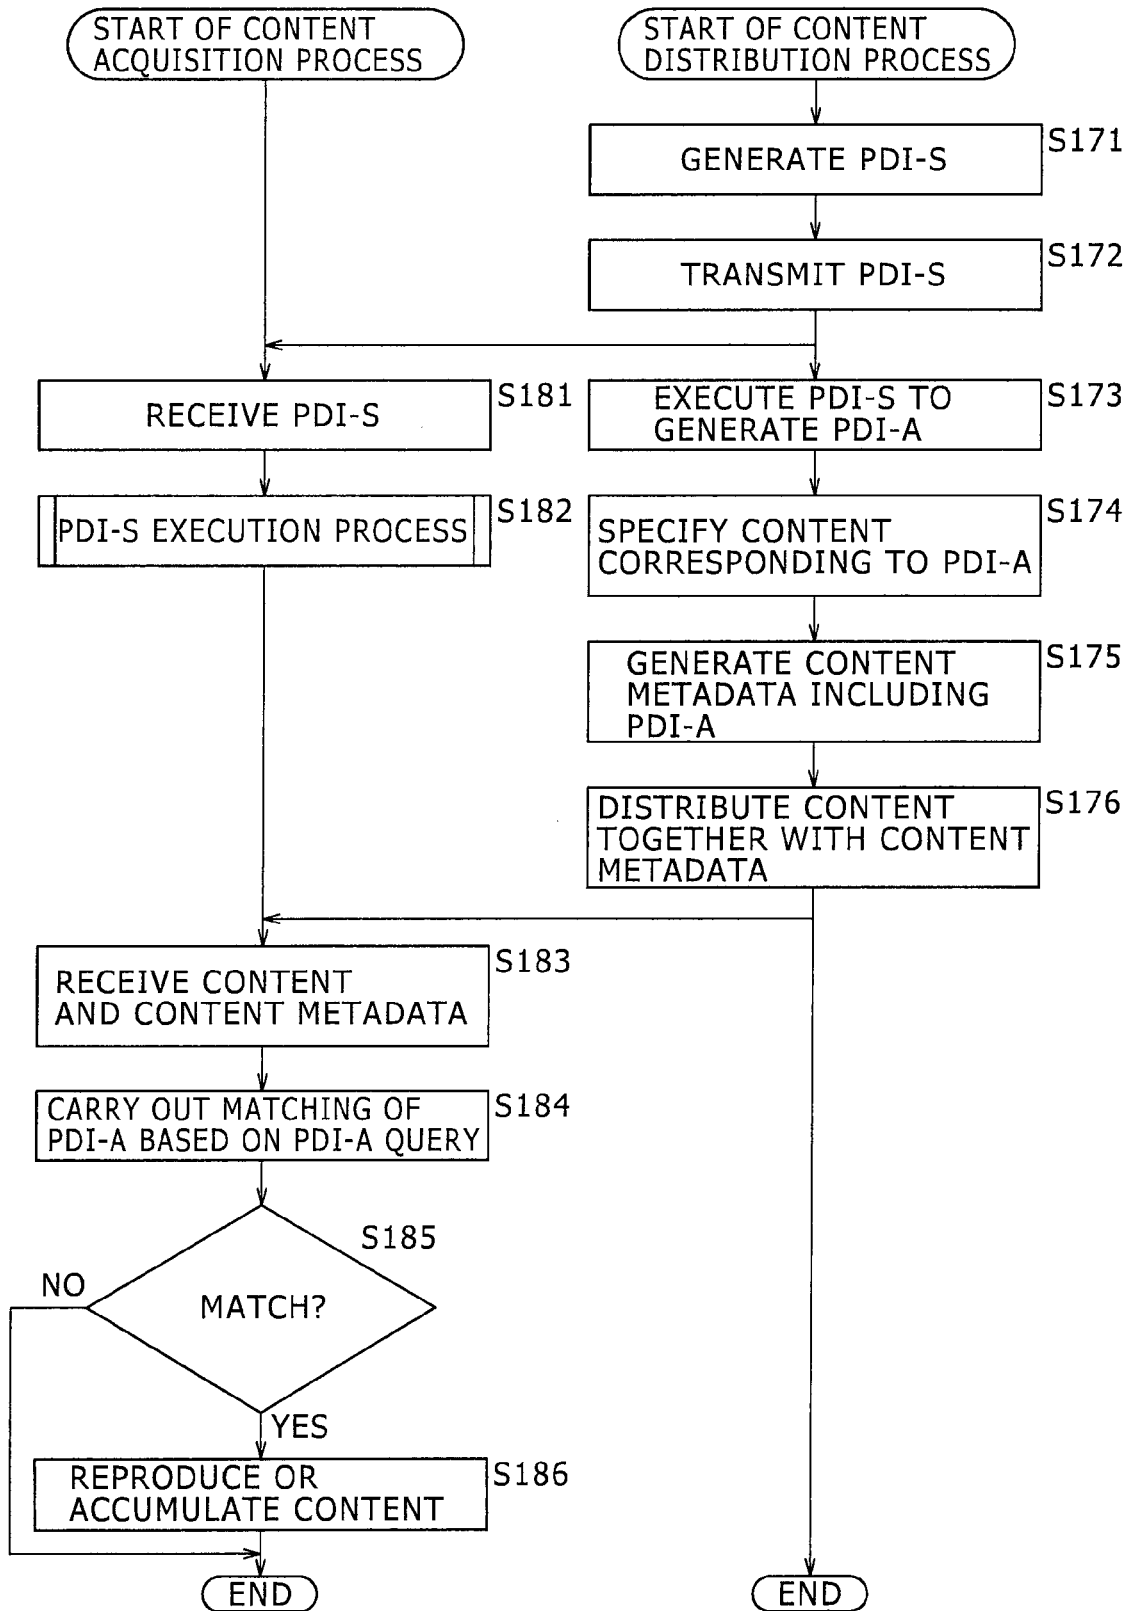 START OF CONTENT
ACQUISITION PROCESS
START OF CONTENT
DISTRIBUTION PROCESS
S171
GENERATE PDI-S
S172
TRANSMIT PDI-S
S181
RECEIVE PDI-S
S173
EXECUTE PDI-S TO
GENERATE PDI-A
S182
PDI-S EXECUTION PROCESS
S174
SPECIFY CONTENT
CORRESPONDING TO PDI-A
S175
GENERATE CONTENT
METADATA INCLUDING
PDI-A
S176
DISTRIBUTE CONTENT
TOGETHER WITH CONTENT
METADATA
S183
RECEIVE CONTENT
AND CONTENT METADATA
S184
CARRY OUT MATCHING OF
PDI-A BASED ON PDI-A QUERY
S185
NO
MATCH?
YES
S186
REPRODUCE OR
ACCUMULATE CONTENT
END
END